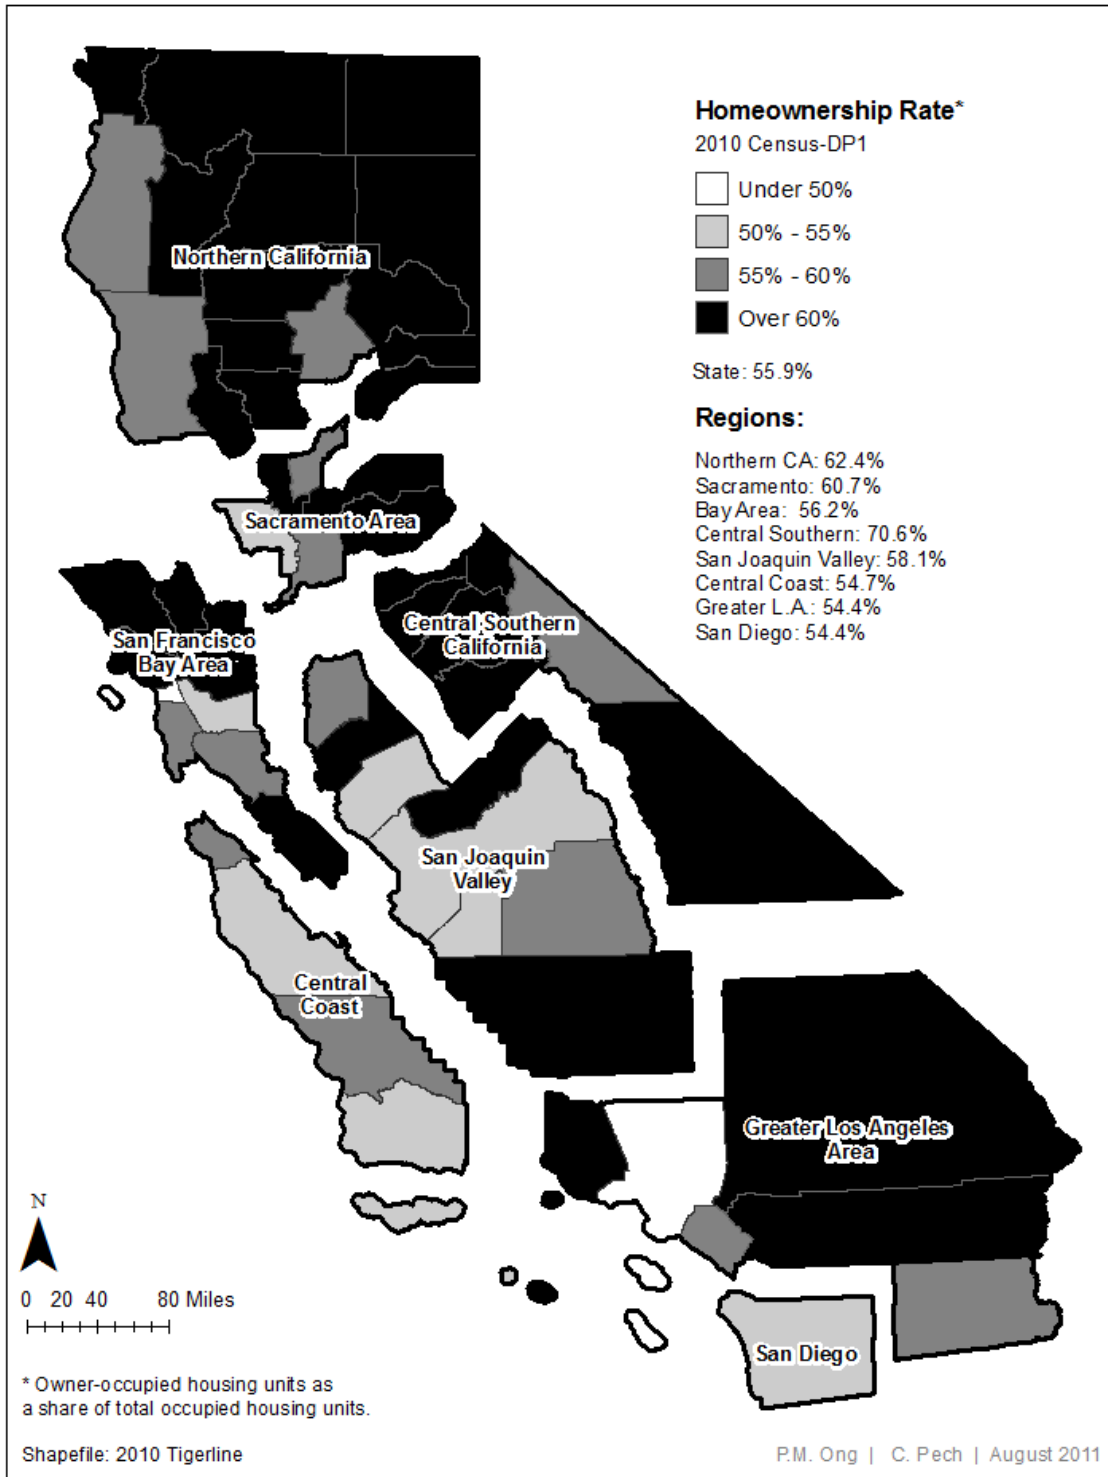 Homeownership Rate*
2010 Census-DP1
Under 50%
50% - 55%
55% - 60%
Over 60%
State: 55.9%
Regions:
Northern CA: 62.4%
Sacramento: 60.7%
Bay Area: 56.2%
Central Southern: 70.6%
San Joaquin Valley: 58.1%
Central Coast: 54.7%
Greater L.A.: 54.4%
San Diego: 54.4%
Northern California
Sacramento Area
San Francisco
Bay Area
Central Southern
California
San Joaquin
Valley
Central
Coast
Greater Los Angeles
Area
San Diego
N
0 20 40 80 Miles
* Owner-occupied housing units as
a share of total occupied housing units.
Shapefile: 2010 Tigerline
P.M. Ong | C. Pech | August 2011